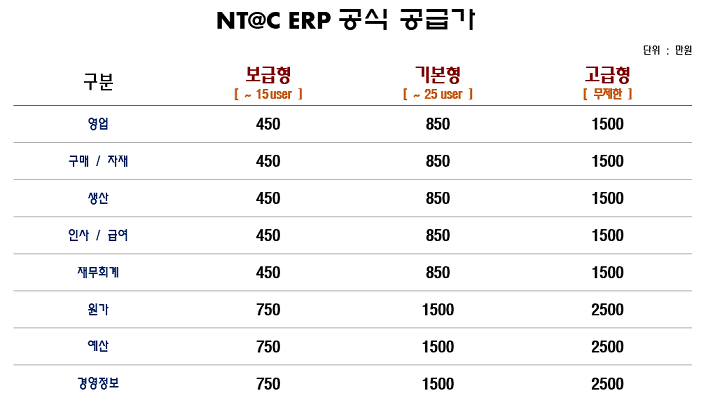 NT@C ERP 공식 공급가
단위 : 만원
구분 보급형 기본형 고급형
[ ~ 15 user ] [ ~ 25 user ] [ 무제한 ]
영업 450 850 1500
구매 / 자재 450 850 1500
생산 450 850 1500
인사 / 급여 450 850 1500
재무회계 450 850 1500
원가 750 1500 2500
예산 750 1500 2500
경영정보 750 1500 2500